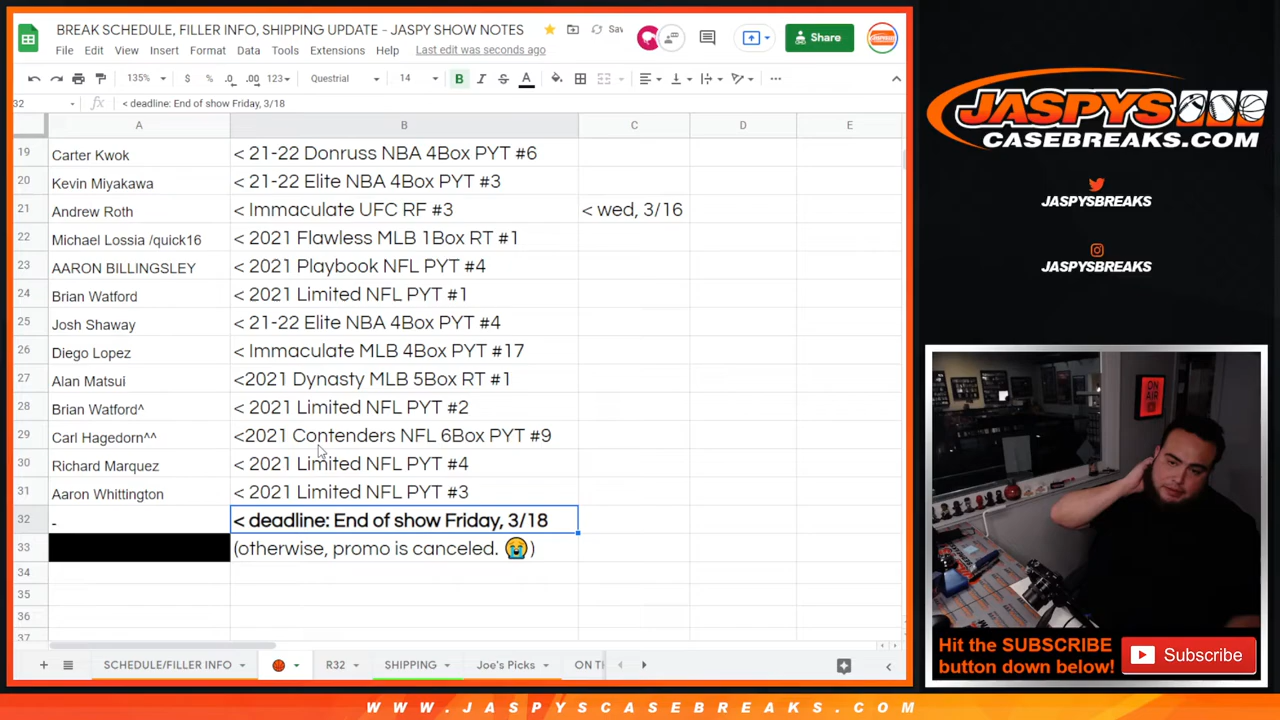 BREAK SCHEDULE, FILLER INFO, SHIPPING UPDATE - JASPY SHOW NOTES
Sav
File Edit View Insert Format Data Tools Extensions Help Last edit was seconds ago
Share
135% $ % .0 .00 123 Questrial 14 B I S A
32 fx < deadline: End of show Friday, 3/18
A B C D E
19 Carter Kwok < 21-22 Donruss NBA 4Box PYT #6
20 Kevin Miyakawa < 21-22 Elite NBA 4Box PYT #3
21 Andrew Roth < Immaculate UFC RF #3 < wed, 3/16
22 Michael Lossia /quick16 < 2021 Flawless MLB 1Box RT #1
23 AARON BILLINGSLEY < 2021 Playbook NFL PYT #4
24 Brian Watford < 2021 Limited NFL PYT #1
25 Josh Shaway < 21-22 Elite NBA 4Box PYT #4
26 Diego Lopez < Immaculate MLB 4Box PYT #17
27 Alan Matsui <2021 Dynasty MLB 5Box RT #1
28 Brian Watford^ < 2021 Limited NFL PYT #2
29 Carl Hagedorn^^ <2021 Contenders NFL 6Box PYT #9
30 Richard Marquez < 2021 Limited NFL PYT #4
31 Aaron Whittington < 2021 Limited NFL PYT #3
32 - < deadline: End of show Friday, 3/18
33 (otherwise, promo is canceled. 😭)
34
35
36
37
SCHEDULE/FILLER INFO R32 SHIPPING Joe's Picks ON T
JASPYS
CASEBREAKS.COM
JASPYSBREAKS
JASPYSBREAKS
ON AIR
Hit the SUBSCRIBE
button down below!
Subscribe
WWW.JASPYSCASEBREAKS.COM